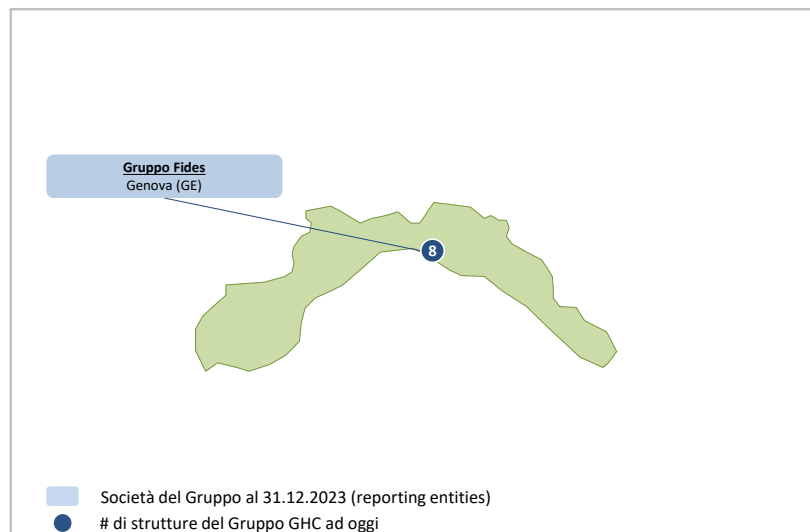 Gruppo Fides
Genova (GE)
8
Società del Gruppo al 31.12.2023 (reporting entities)
# di strutture del Gruppo GHC ad oggi